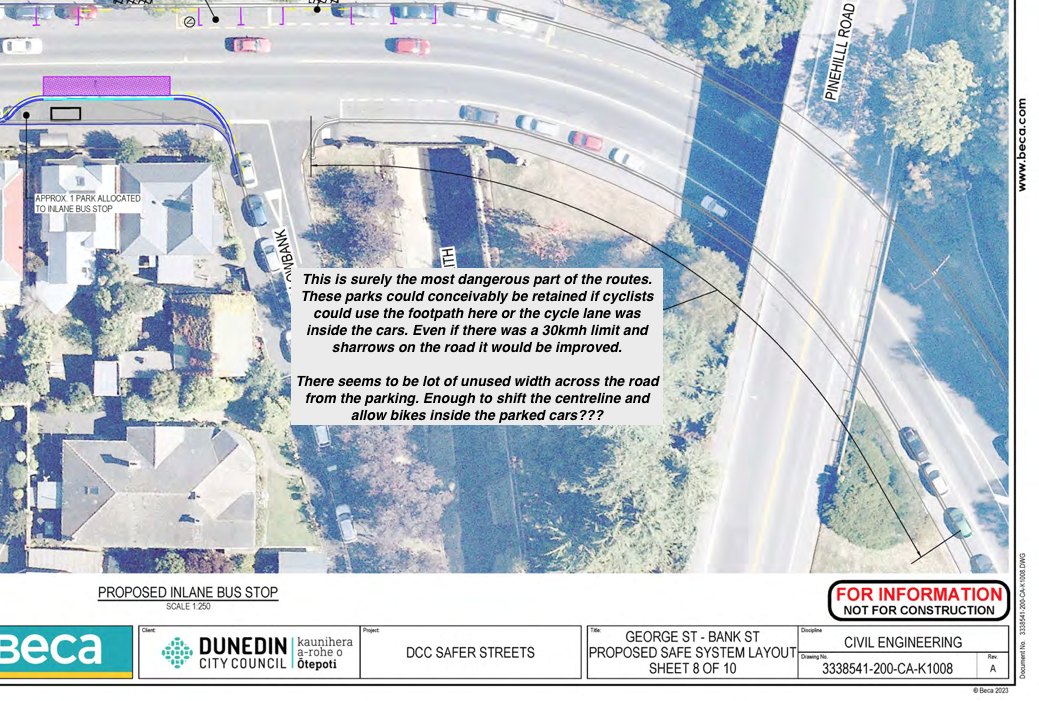 PINEHILLL ROAD
www.beca.com
APPROX. 1 PARK ALLOCATED
TO INLANE BUS STOP
This is surely the most dangerous part of the routes.
These parks could conceivably be retained if cyclists
could use the footpath here or the cycle lane was
inside the cars. Even if there was a 30kmh limit and
sharrows on the road it would be improved.
There seems to be lot of unused width across the road
from the parking. Enough to shift the centreline and
allow bikes inside the parked cars???
PROPOSED INLANE BUS STOP
SCALE 1:250
FOR INFORMATION
NOT FOR CONSTRUCTION
Beca
Client:
DUNEDIN
CITY COUNCIL
kaunihera
a-rohe o
Ōtepoti
Project:
DCC SAFER STREETS
Title:
GEORGE ST - BANK ST
PROPOSED SAFE SYSTEM LAYOUT
SHEET 8 OF 10
Discipline
CIVIL ENGINEERING
Drawing No.
3338541-200-CA-K1008
Rev.
A
Document No. 3338541-200-CA-K1008.DWG
© Beca 2023